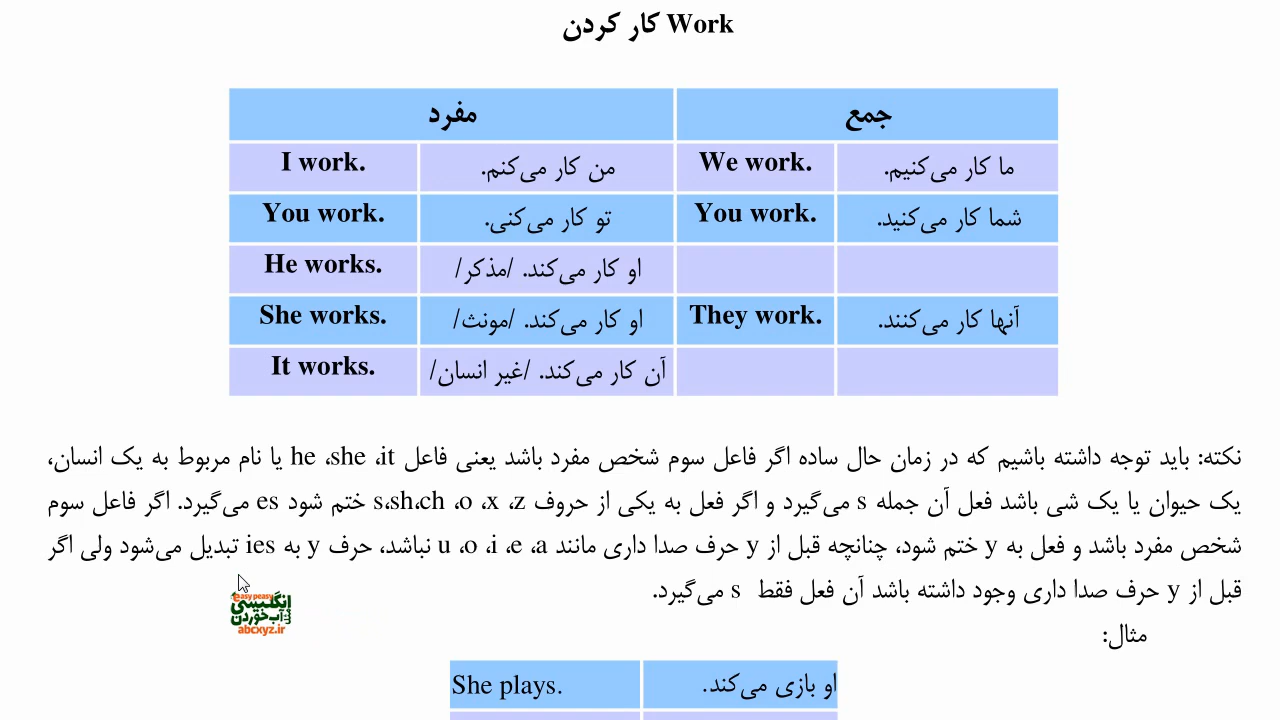 Work کار کردن
مفرد جمع
I work. من کار می‌کنم. We work. ما کار می‌کنیم.
You work. تو کار می‌کنی. You work. شما کار می‌کنید.
He works. او کار می‌کند. /مذکر/
She works. او کار می‌کند. /مونث/ They work. آنها کار می‌کنند.
It works. آن کار می‌کند. /غیر انسان/
نکته: باید توجه داشته باشیم که در زمان حال ساده اگر فاعل سوم شخص مفرد باشد یعنی فاعل he ،she ،it یا نام مربوط به یک انسان،
یک حیوان یا یک شی باشد فعل آن جمله s می‌گیرد و اگر فعل به یکی از حروف s،sh،ch ،o ،x ،z ختم شود es می‌گیرد. اگر فاعل سوم
شخص مفرد باشد و فعل به y ختم شود، چنانچه قبل از y حرف صدا داری مانند u ،o ،i ،e ،a نباشد، حرف y به ies تبدیل می‌شود ولی اگر
قبل از y حرف صدا داری وجود داشته باشد آن فعل فقط s می‌گیرد.
easy peasy
انگلیسی
آب خوردن
abcxyz.ir
مثال:
She plays. او بازی می‌کند.